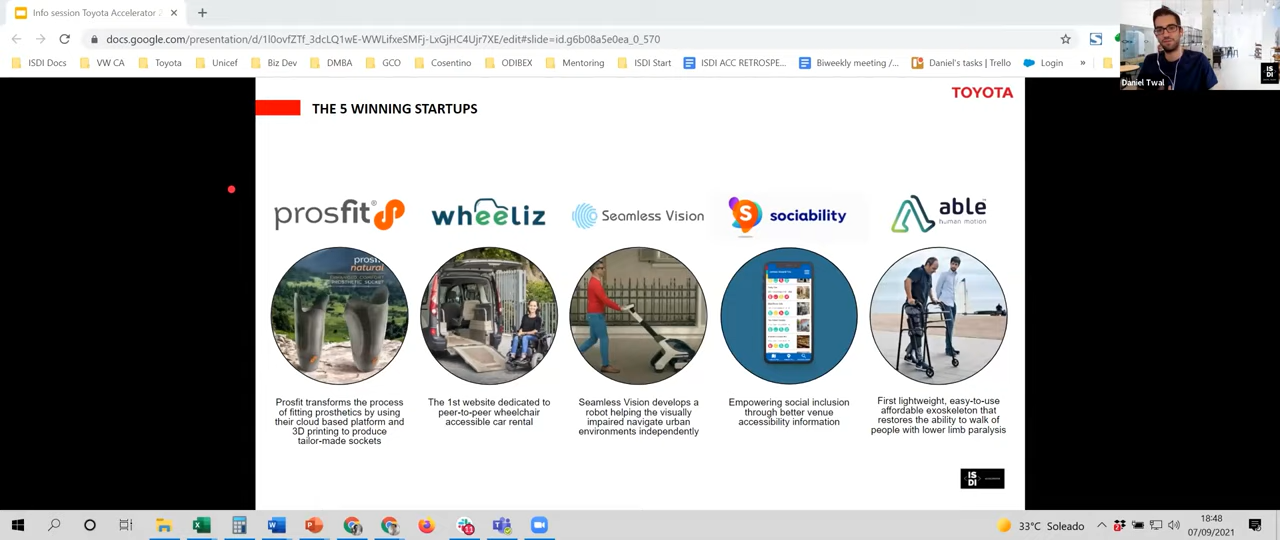 Info session Toyota Accelerator 2
docs.google.com/presentation/d/1l0ovfZTf_3dcLQ1wE-WWLifxeSMFj-LxGjHC4Ujr7XE/edit#slide=id.g6b08a5e0ea_0_570
ISDI Docs
VW CA
Toyota
Unicef
Biz Dev
DMBA
GCO
Cosentino
ODIBEX
Mentoring
ISDI Start
ISDI ACC RETROSPE...
Biweekly meeting /...
Daniel's tasks | Trello
Login
»
Daniel Twal
IS
DI
TOYOTA
THE 5 WINNING STARTUPS
prosfit®
wheeliz
Seamless Vision
S sociability
able
human motion
prosfit
natural
Prosfit transforms the process
of fitting prosthetics by using
their cloud based platform and
3D printing to produce
tailor-made sockets
The 1st website dedicated to
peer-to-peer wheelchair
accessible car rental
Seamless Vision develops a
robot helping the visually
impaired navigate urban
environments independently
Empowering social inclusion
through better venue
accessibility information
First lightweight, easy-to-use
affordable exoskeleton that
restores the ability to walk of
people with lower limb paralysis
IS
DI
33°C Soleado
18:48
07/09/2021